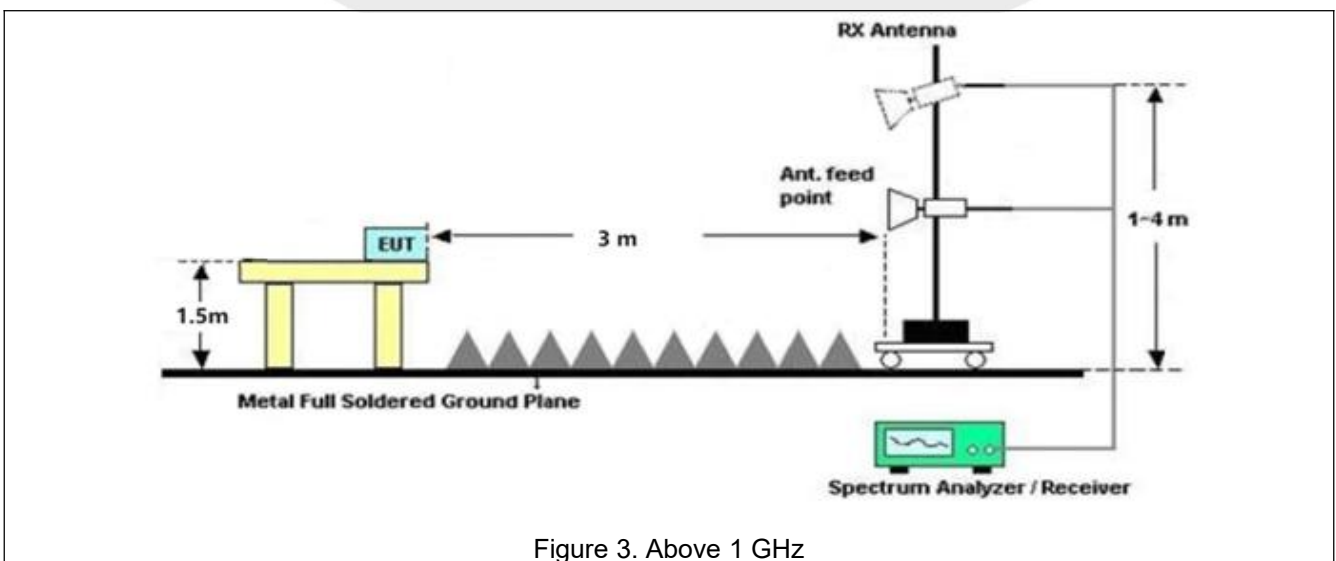 RX Antenna
Ant. feed
point
1~4 m
EUT
3 m
1.5m
Metal Full Soldered Ground Plane
Spectrum Analyzer / Receiver
Figure 3. Above 1 GHz